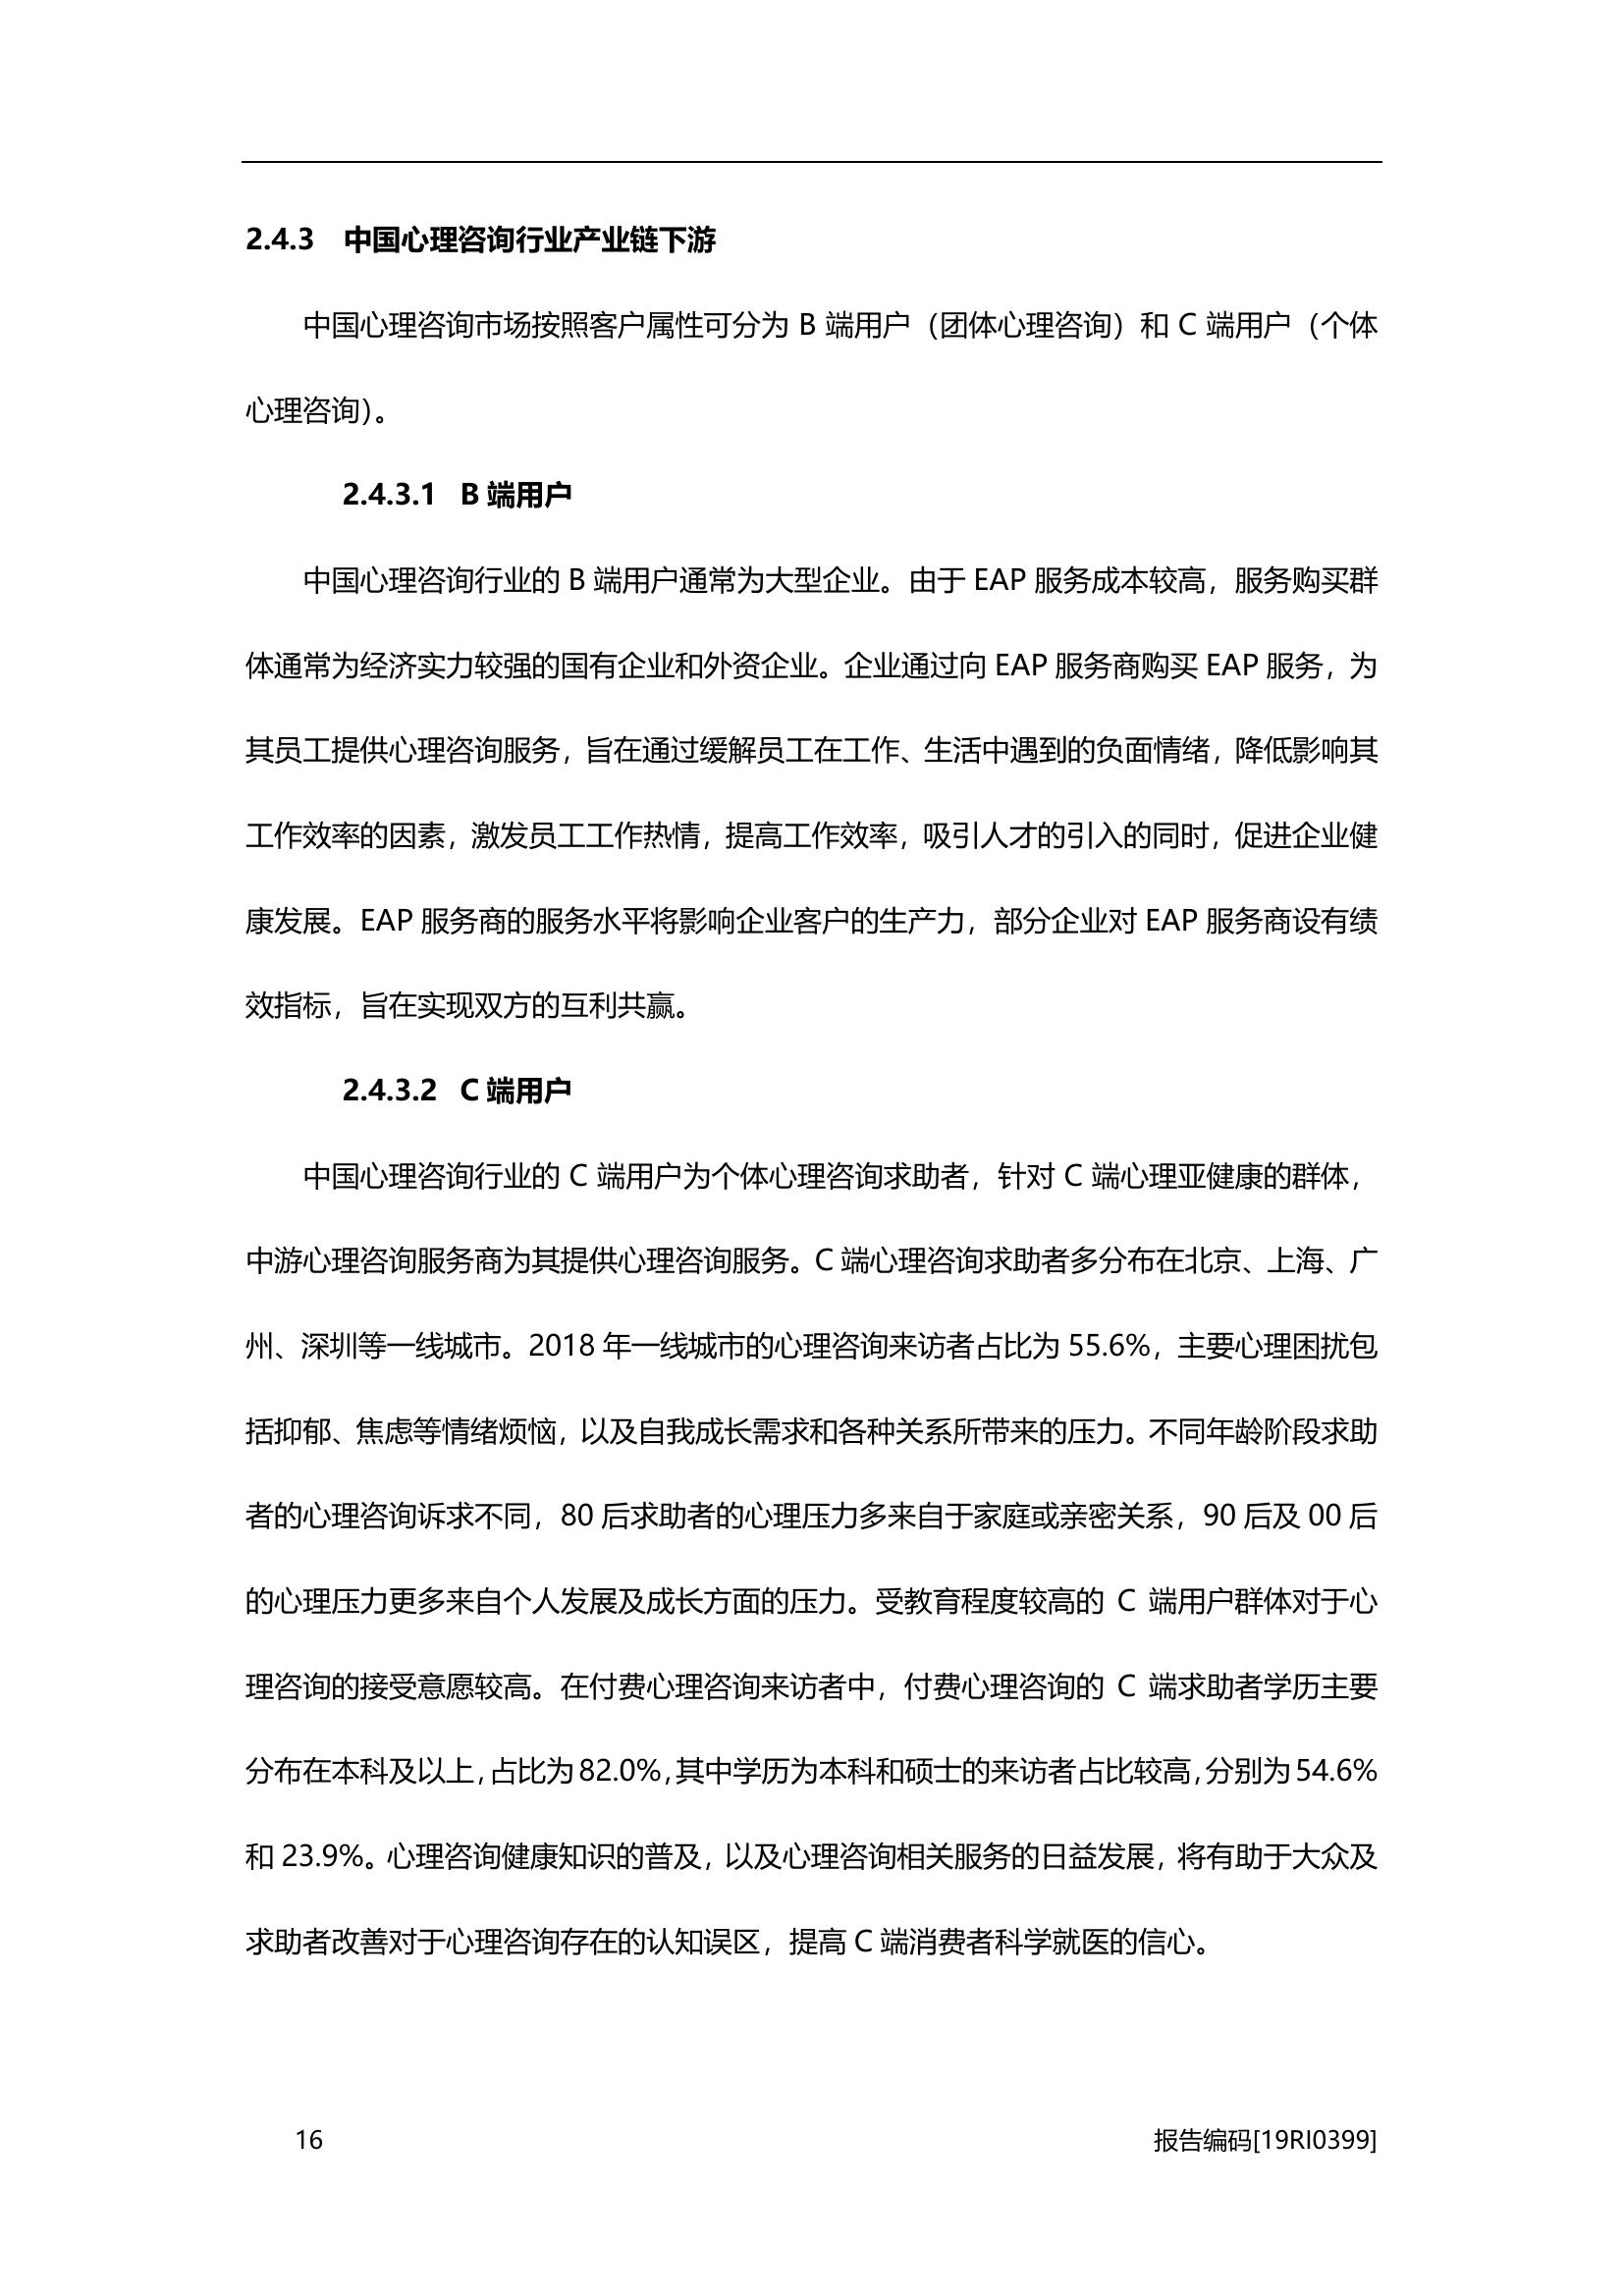 2.4.3 中国心理咨询行业产业链下游
中国心理咨询市场按照客户属性可分为 B 端用户（团体心理咨询）和 C 端用户（个体
心理咨询）。
2.4.3.1 B 端用户
中国心理咨询行业的 B 端用户通常为大型企业。由于 EAP 服务成本较高，服务购买群
体通常为经济实力较强的国有企业和外资企业。企业通过向 EAP 服务商购买 EAP 服务，为
其员工提供心理咨询服务，旨在通过缓解员工在工作、生活中遇到的负面情绪，降低影响其
工作效率的因素，激发员工工作热情，提高工作效率，吸引人才的引入的同时，促进企业健
康发展。EAP 服务商的服务水平将影响企业客户的生产力，部分企业对 EAP 服务商设有绩
效指标，旨在实现双方的互利共赢。
2.4.3.2 C 端用户
中国心理咨询行业的 C 端用户为个体心理咨询求助者，针对 C 端心理亚健康的群体，
中游心理咨询服务商为其提供心理咨询服务。C 端心理咨询求助者多分布在北京、上海、广
州、深圳等一线城市。2018 年一线城市的心理咨询来访者占比为 55.6%，主要心理困扰包
括抑郁、焦虑等情绪烦恼，以及自我成长需求和各种关系所带来的压力。不同年龄阶段求助
者的心理咨询诉求不同，80 后求助者的心理压力多来自于家庭或亲密关系，90 后及 00 后
的心理压力更多来自个人发展及成长方面的压力。受教育程度较高的 C 端用户群体对于心
理咨询的接受意愿较高。在付费心理咨询来访者中，付费心理咨询的 C 端求助者学历主要
分布在本科及以上，占比为 82.0%，其中学历为本科和硕士的来访者占比较高，分别为 54.6%
和 23.9%。心理咨询健康知识的普及，以及心理咨询相关服务的日益发展，将有助于大众及
求助者改善对于心理咨询存在的认知误区，提高 C 端消费者科学就医的信心。
16 报告编码[19RI0399]